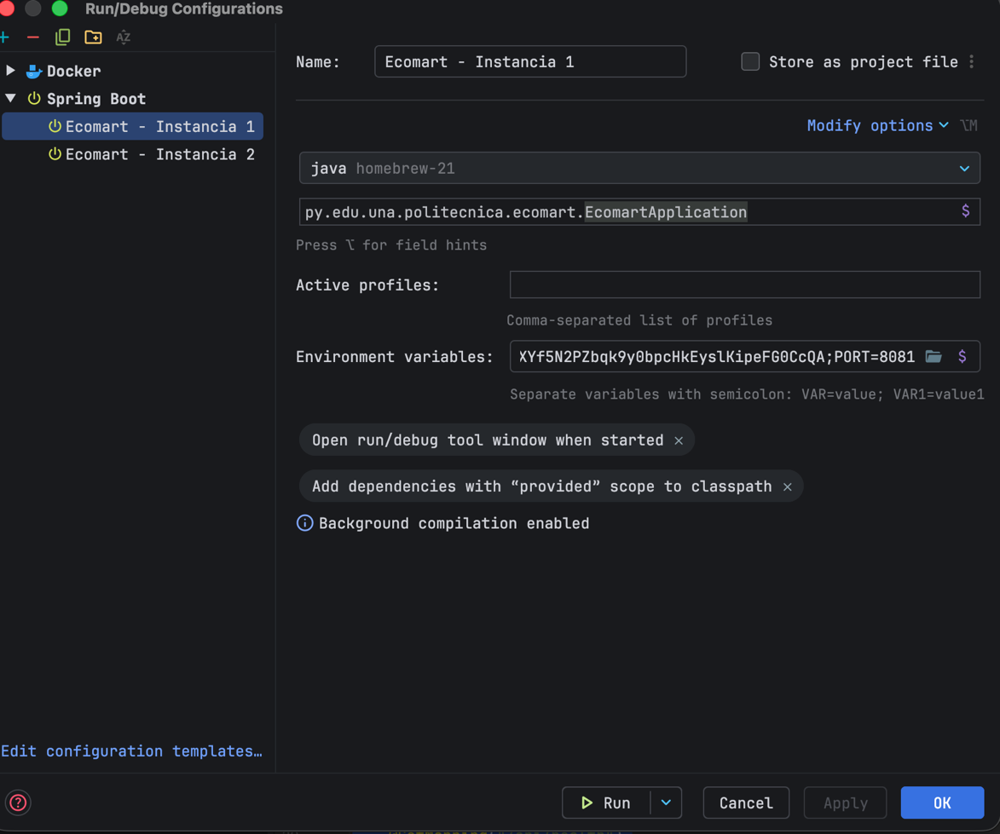 Run/Debug Configurations
AZ
Docker
Spring Boot
Ecomart - Instancia 1
Ecomart - Instancia 2
Name: Ecomart - Instancia 1 Store as project file
Modify options ⌥M
java homebrew-21
py.edu.una.politecnica.ecomart.EcomartApplication $
Press ⌥ for field hints
Active profiles:
Comma-separated list of profiles
Environment variables: XYf5N2PZbqk9y0bpcHkEyslKipeFG0CcQA;PORT=8081 $
Separate variables with semicolon: VAR=value; VAR1=value1
Open run/debug tool window when started ×
Add dependencies with “provided” scope to classpath ×
Background compilation enabled
Edit configuration templates…
? Run Cancel Apply OK